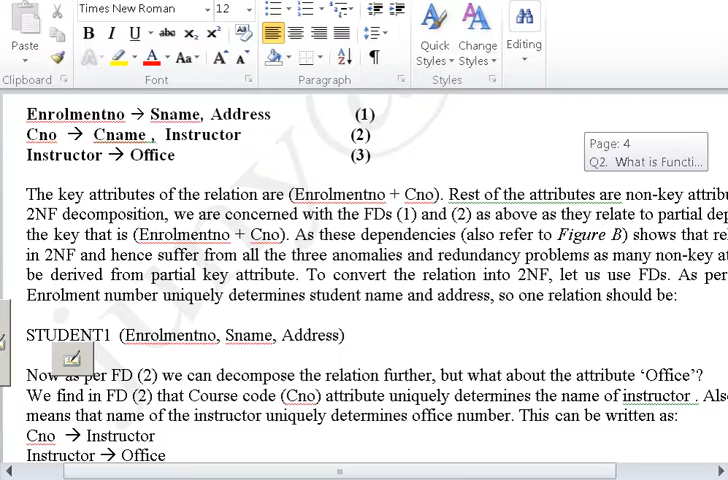 Times New Roman
12
Paste
B I U abc x₂ x²
Aa A A
Quick Styles
Change Styles
Editing
Clipboard
Font
Paragraph
Styles
Enrolmentno → Sname, Address (1)
Cno → Cname , Instructor (2)
Instructor → Office (3)
Page: 4
Q2. What is Functi...
The key attributes of the relation are (Enrolmentno + Cno). Rest of the attributes are non-key attribu
2NF decomposition, we are concerned with the FDs (1) and (2) as above as they relate to partial dep
the key that is (Enrolmentno + Cno). As these dependencies (also refer to Figure B) shows that rel
in 2NF and hence suffer from all the three anomalies and redundancy problems as many non-key at
be derived from partial key attribute. To convert the relation into 2NF, let us use FDs. As per
Enrolment number uniquely determines student name and address, so one relation should be:
STUDENT1 (Enrolmentno, Sname, Address)
Now as per FD (2) we can decompose the relation further, but what about the attribute ‘Office’?
We find in FD (2) that Course code (Cno) attribute uniquely determines the name of instructor . Also
means that name of the instructor uniquely determines office number. This can be written as:
Cno → Instructor
Instructor → Office